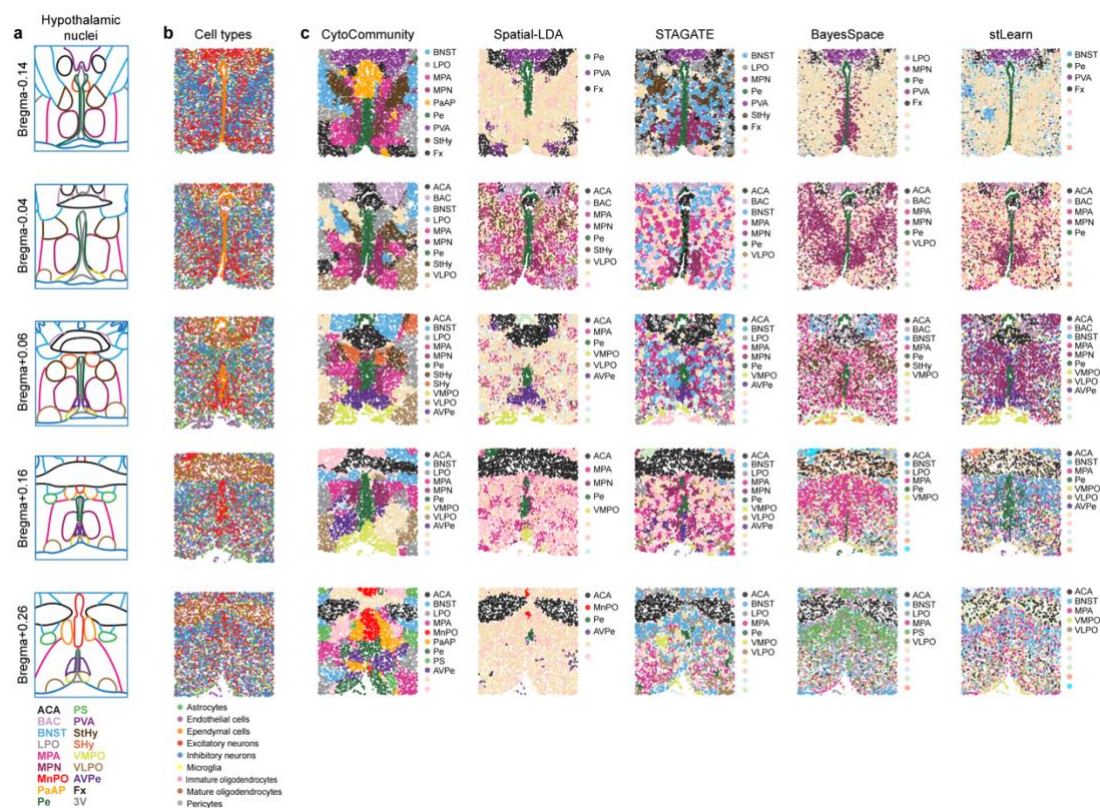 a Hypothalamic nuclei
b Cell types
c CytoCommunity Spatial-LDA STAGATE BayesSpace stLearn
Bregma-0.14
BNST
LPO
MPA
MPN
PaAP
Pe
PVA
StHy
Fx
Pe
PVA
Fx
BNST
LPO
MPN
Pe
PVA
StHy
Fx
LPO
MPN
Pe
PVA
Fx
BNST
Pe
PVA
Fx
Bregma-0.04
ACA
BAC
BNST
LPO
MPA
MPN
Pe
StHy
VLPO
ACA
BAC
MPA
MPN
Pe
StHy
VLPO
ACA
BNST
MPA
MPN
Pe
VLPO
ACA
BAC
MPA
MPN
Pe
ACA
BAC
MPA
MPN
Pe
Bregma+0.06
ACA
BNST
LPO
MPA
MPN
Pe
StHy
SHy
VMPO
VLPO
AVPe
ACA
MPA
Pe
VMPO
VLPO
AVPe
ACA
BNST
LPO
MPA
MPN
Pe
VMPO
AVPe
ACA
BAC
BNST
MPA
Pe
StHy
VMPO
ACA
BAC
BNST
MPA
MPN
Pe
VMPO
VLPO
AVPe
Bregma+0.16
ACA
BNST
LPO
MPA
MPN
Pe
VMPO
VLPO
AVPe
ACA
MPA
Pe
VMPO
ACA
BNST
LPO
MPA
MPN
Pe
VMPO
VLPO
AVPe
ACA
BNST
LPO
MPA
Pe
VMPO
ACA
BNST
LPO
MPA
Pe
VMPO
VLPO
Bregma+0.26
ACA
BNST
LPO
MPA
MnPO
PaAP
Pe
PS
AVPe
ACA
MnPO
Pe
AVPe
ACA
BNST
LPO
MPA
Pe
VMPO
VLPO
ACA
BNST
LPO
MPA
PS
VLPO
ACA
BNST
MPA
VMPO
VLPO
ACA PS
BAC PVA
BNST StHy
LPO SHy
MPA VMPO
MPN VLPO
MnPO AVPe
PaAP Fx
Pe 3V
Astrocytes
Endothelial cells
Ependymal cells
Excitatory neurons
Inhibitory neurons
Microglia
Immature oligodendrocytes
Mature oligodendrocytes
Pericytes